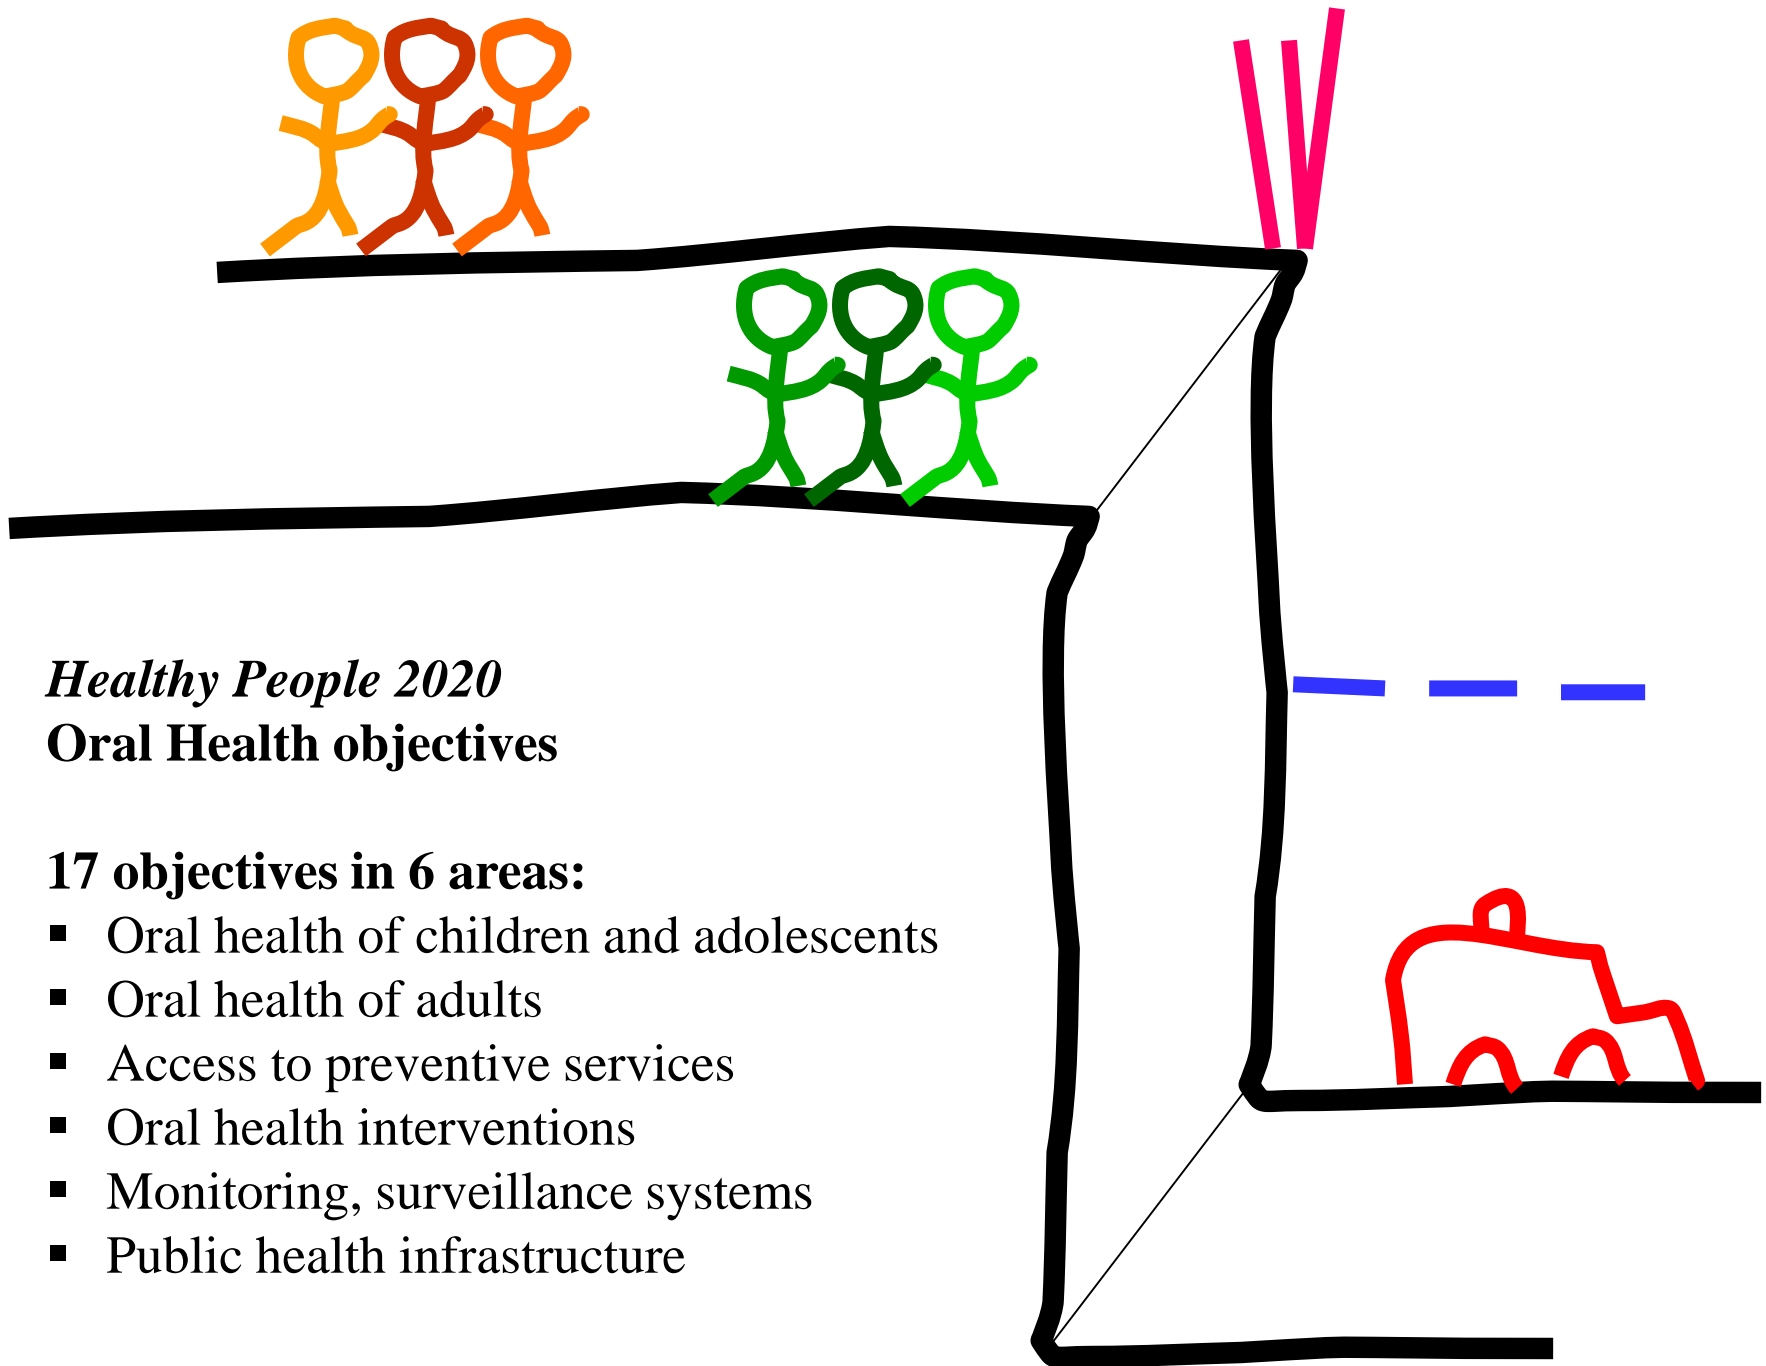 Healthy People 2020
Oral Health objectives
17 objectives in 6 areas:
▪ Oral health of children and adolescents
▪ Oral health of adults
▪ Access to preventive services
▪ Oral health interventions
▪ Monitoring, surveillance systems
▪ Public health infrastructure